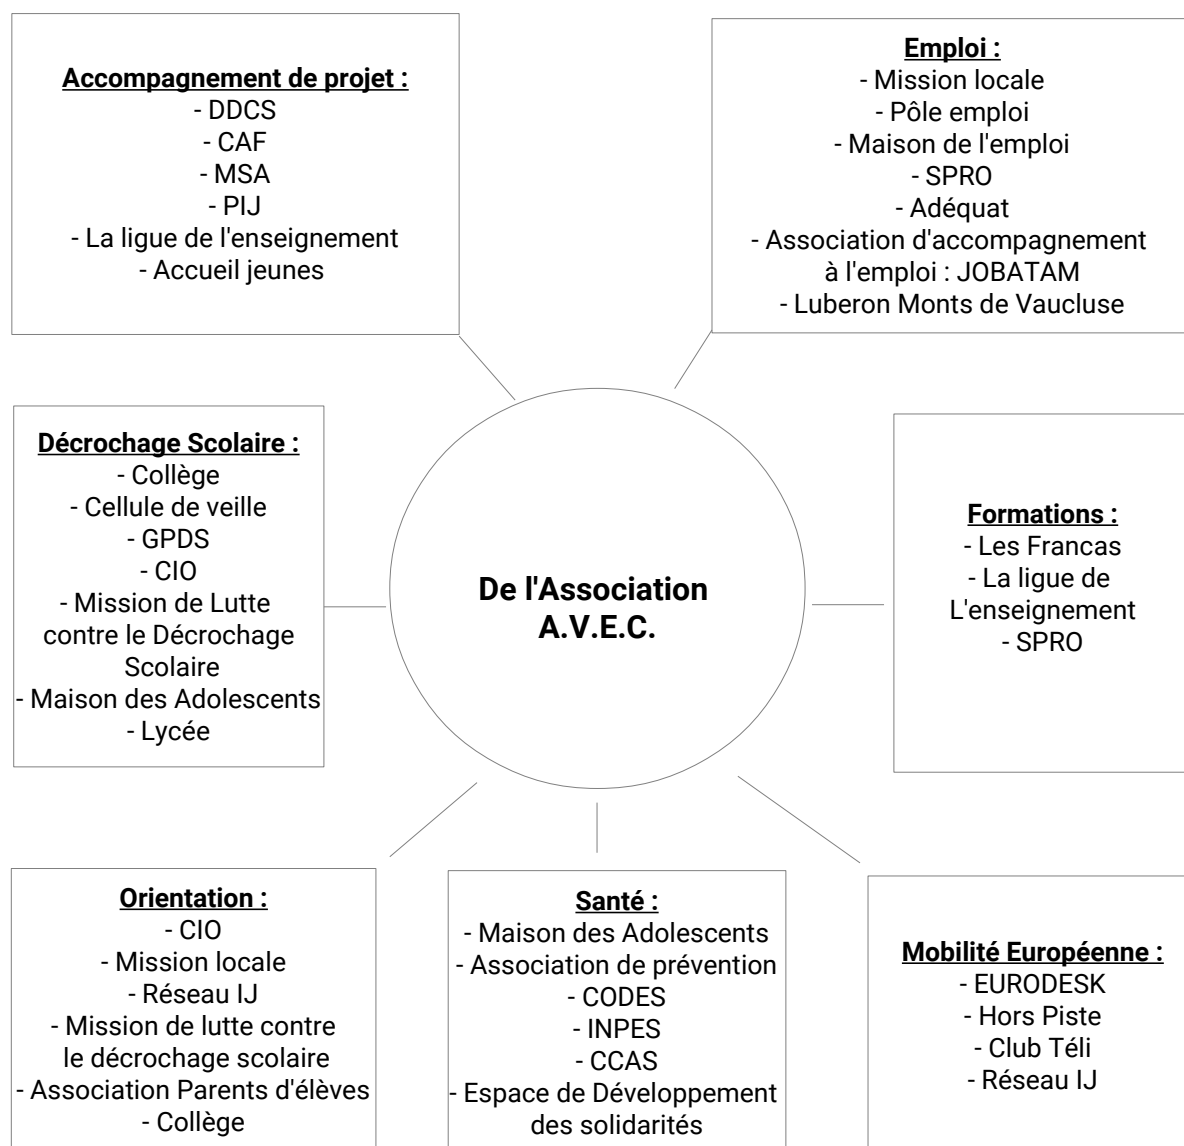 Accompagnement de projet :
- DDCS
- CAF
- MSA
- PIJ
- La ligue de l'enseignement
- Accueil jeunes
Emploi :
- Mission locale
- Pôle emploi
- Maison de l'emploi
- SPRO
- Adéquat
- Association d'accompagnement
à l'emploi : JOBATAM
- Luberon Monts de Vaucluse
Décrochage Scolaire :
- Collège
- Cellule de veille
- GPDS
- CIO
- Mission de Lutte
contre le Décrochage
Scolaire
- Maison des Adolescents
- Lycée
De l'Association
A.V.E.C.
Formations :
- Les Francas
- La ligue de
L'enseignement
- SPRO
Orientation :
- CIO
- Mission locale
- Réseau IJ
- Mission de lutte contre
le décrochage scolaire
- Association Parents d'élèves
- Collège
Santé :
- Maison des Adolescents
- Association de prévention
- CODES
- INPES
- CCAS
- Espace de Développement
des solidarités
Mobilité Européenne :
- EURODESK
- Hors Piste
- Club Téli
- Réseau IJ